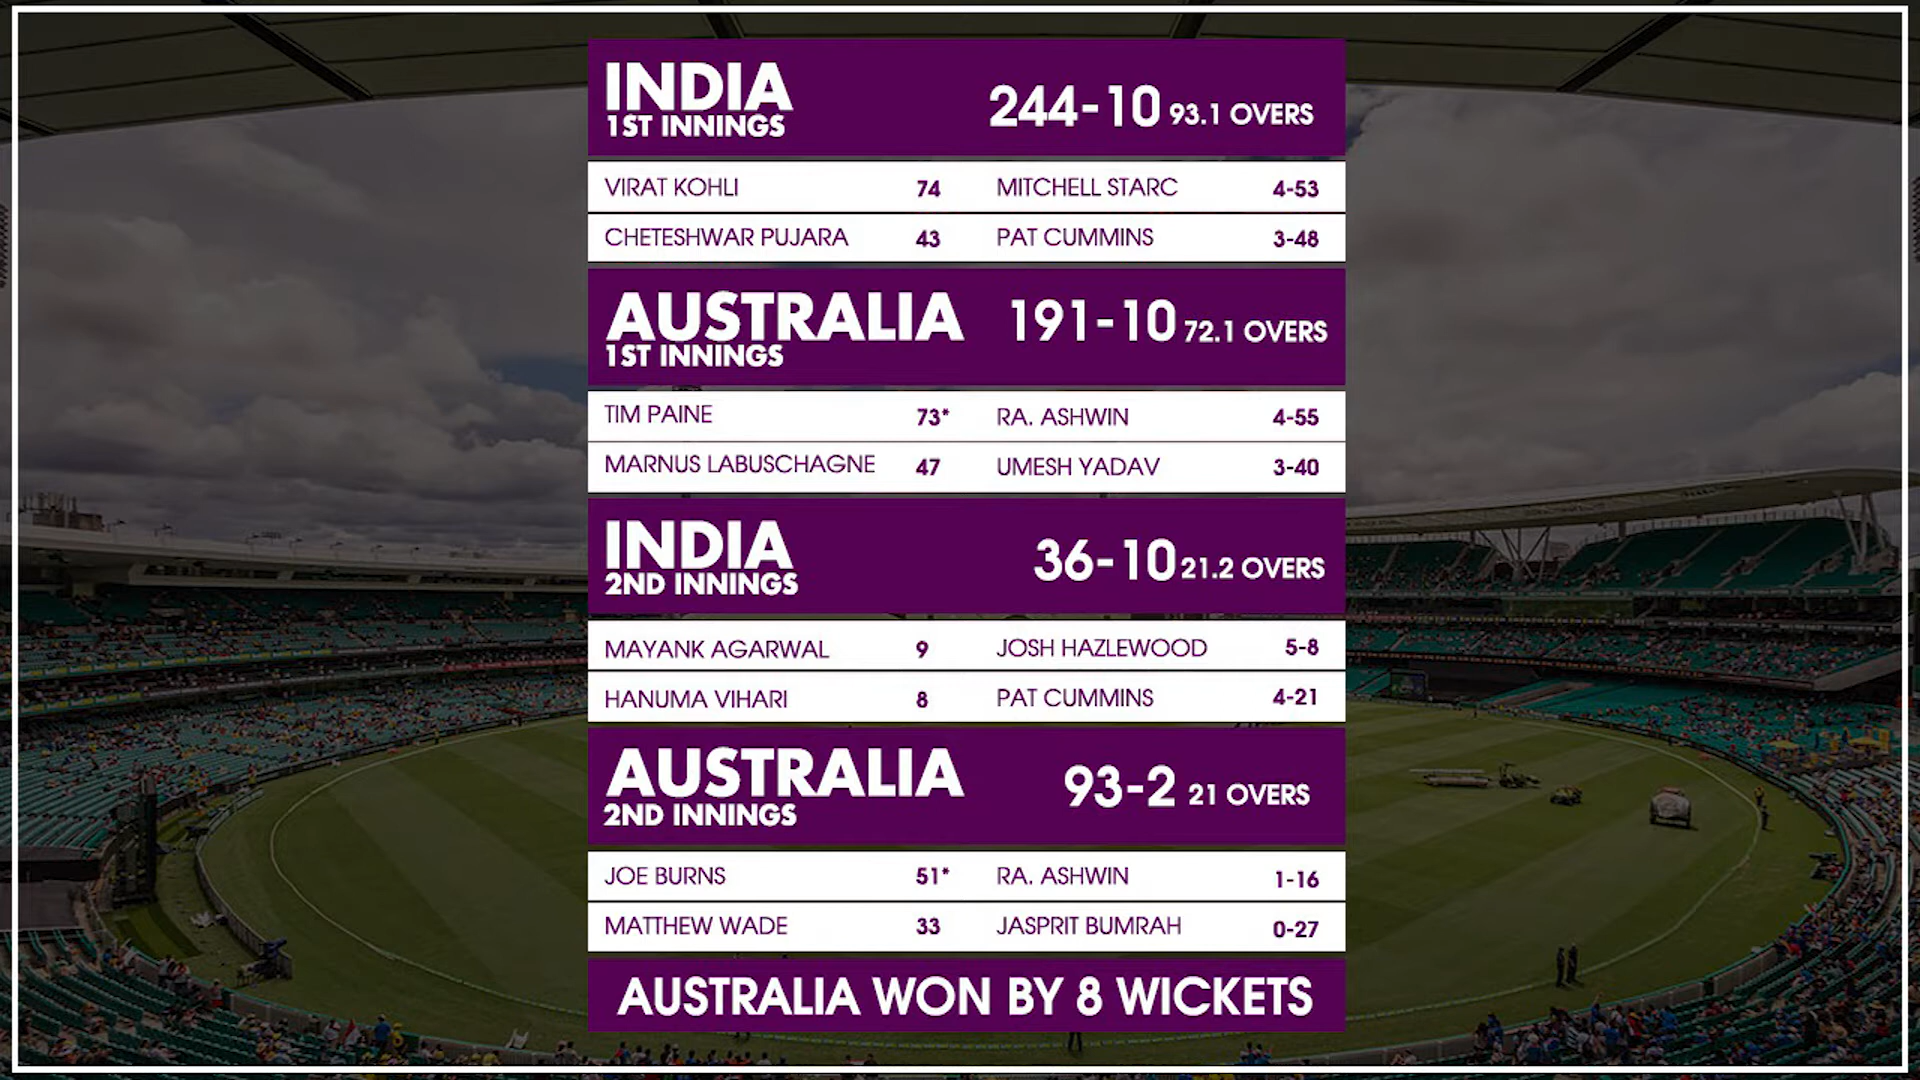 INDIA
1ST INNINGS
244-10 93.1 OVERS
VIRAT KOHLI 74 MITCHELL STARC 4-53
CHETESHWAR PUJARA 43 PAT CUMMINS 3-48
AUSTRALIA
1ST INNINGS
191-10 72.1 OVERS
TIM PAINE 73* RA. ASHWIN 4-55
MARNUS LABUSCHAGNE 47 UMESH YADAV 3-40
INDIA
2ND INNINGS
36-10 21.2 OVERS
MAYANK AGARWAL 9 JOSH HAZLEWOOD 5-8
HANUMA VIHARI 8 PAT CUMMINS 4-21
AUSTRALIA
2ND INNINGS
93-2 21 OVERS
JOE BURNS 51* RA. ASHWIN 1-16
MATTHEW WADE 33 JASPRIT BUMRAH 0-27
AUSTRALIA WON BY 8 WICKETS